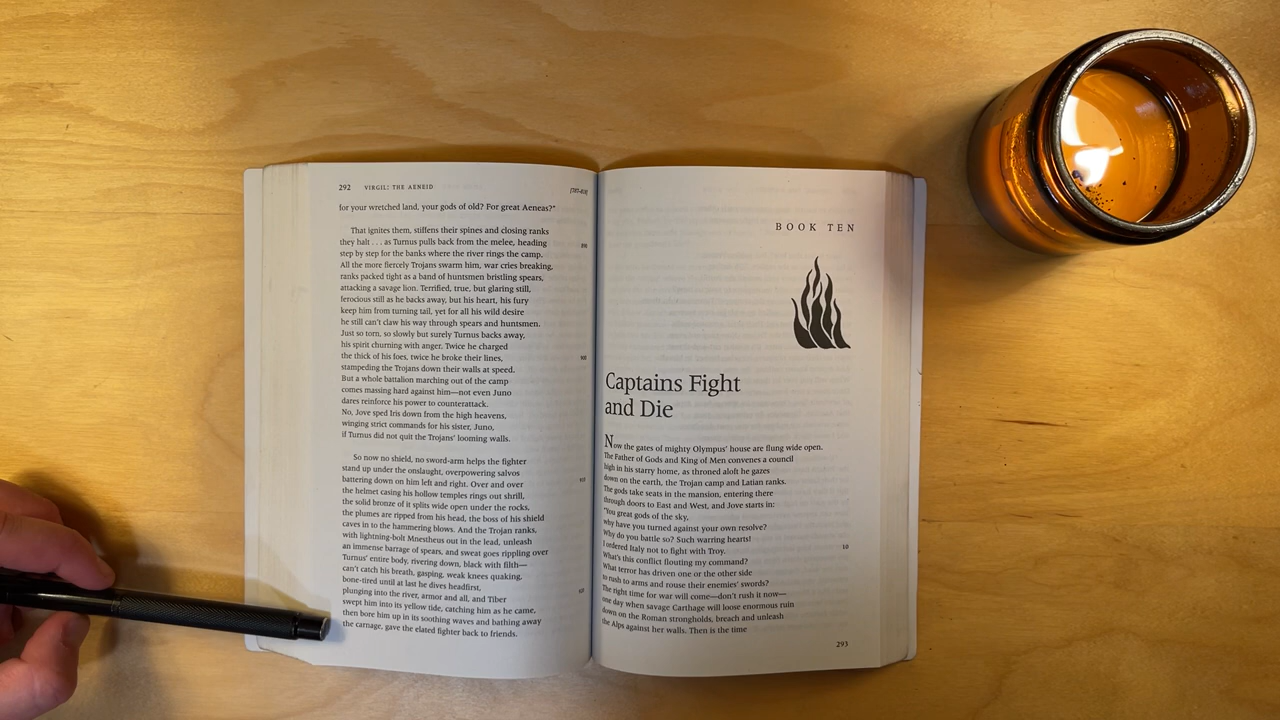 292 VIRGIL: THE AENEID [787-818]
for your wretched land, your gods of old? For great Aeneas?"
That ignites them, stiffens their spines and closing ranks
they halt . . . as Turnus pulls back from the melee, heading 890
step by step for the banks where the river rings the camp.
All the more fiercely Trojans swarm him, war cries breaking,
ranks packed tight as a band of huntsmen bristling spears,
attacking a savage lion. Terrified, true, but glaring still,
ferocious still as he backs away, but his heart, his fury
keep him from turning tail, yet for all his wild desire
he still can't claw his way through spears and huntsmen.
Just so torn, so slowly but surely Turnus backs away,
his spirit churning with anger. Twice he charged
the thick of his foes, twice he broke their lines, 900
stampeding the Trojans down their walls at speed.
But a whole battalion marching out of the camp
comes massing hard against him—not even Juno
dares reinforce his power to counterattack.
No, Jove sped Iris down from the high heavens,
winging strict commands for his sister, Juno,
if Turnus did not quit the Trojans' looming walls.
So now no shield, no sword-arm helps the fighter
stand up under the onslaught, overpowering salvos
battering down on him left and right. Over and over 910
the helmet casing his hollow temples rings out shrill,
the solid bronze of it splits wide open under the rocks,
the plumes are ripped from his head, the boss of his shield
caves in to the hammering blows. And the Trojan ranks,
with lightning-bolt Mnestheus out in the lead, unleash
an immense barrage of spears, and sweat goes rippling over
Turnus' entire body, rivering down, black with filth—
can't catch his breath, gasping, weak knees quaking,
bone-tired until at last he dives headfirst,
plunging into the river, armor and all, and Tiber 920
swept him into its yellow tide, catching him as he came,
then bore him up in its soothing waves and bathing away
the carnage, gave the elated fighter back to friends.
BOOK TEN
Captains Fight
and Die
Now the gates of mighty Olympus' house are flung wide open.
The Father of Gods and King of Men convenes a council
high in his starry home, as throned aloft he gazes
down on the earth, the Trojan camp and Latian ranks.
The gods take seats in the mansion, entering there
through doors to East and West, and Jove starts in:
"You great gods of the sky,
why have you turned against your own resolve?
Why do you battle so? Such warring hearts!
I ordered Italy not to fight with Troy. 10
What's this conflict flouting my command?
What terror has driven one or the other side
to rush to arms and rouse their enemies' swords?
The right time for war will come—don't rush it now—
one day when savage Carthage will loose enormous ruin
down on the Roman strongholds, breach and unleash
the Alps against her walls. Then is the time
293